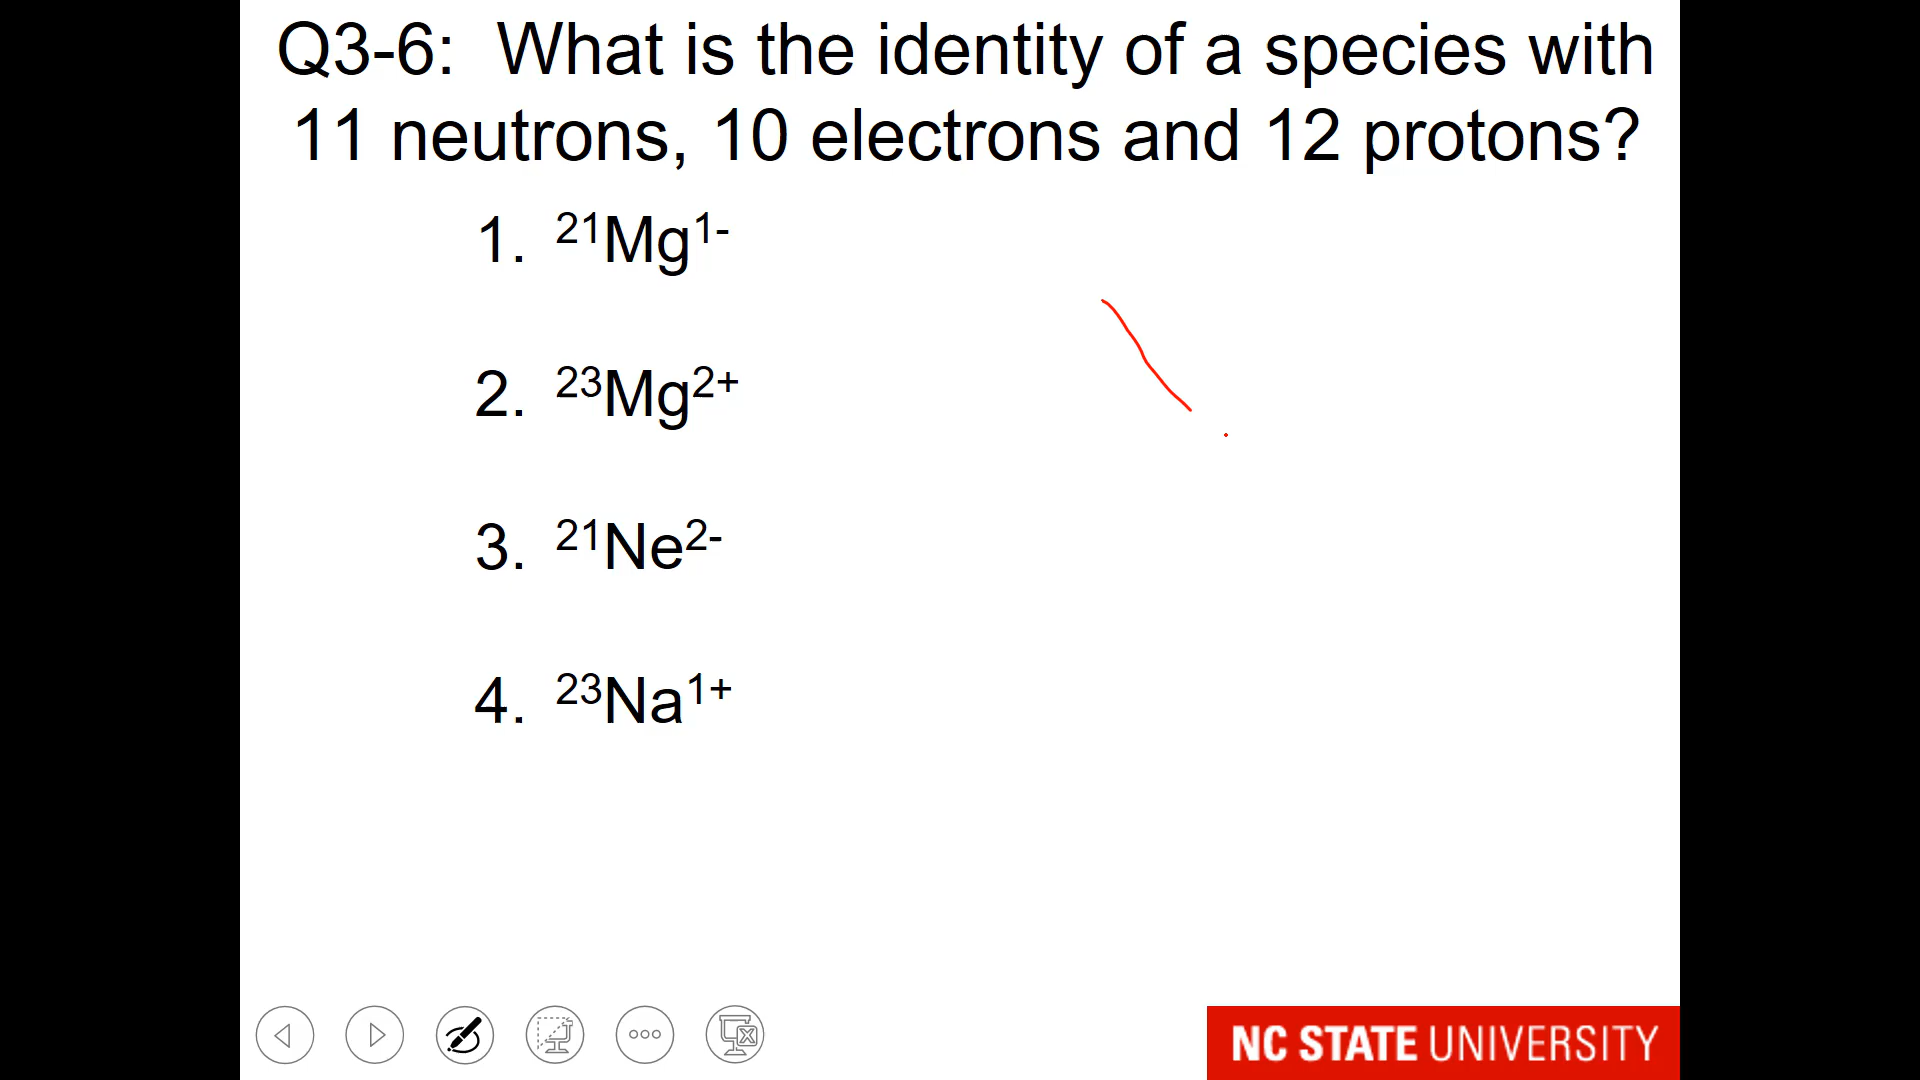 Q3-6: What is the identity of a species with
11 neutrons, 10 electrons and 12 protons?
1. ²¹Mg¹⁻
2. ²³Mg²⁺
3. ²¹Ne²⁻
4. ²³Na¹⁺
NC STATE UNIVERSITY